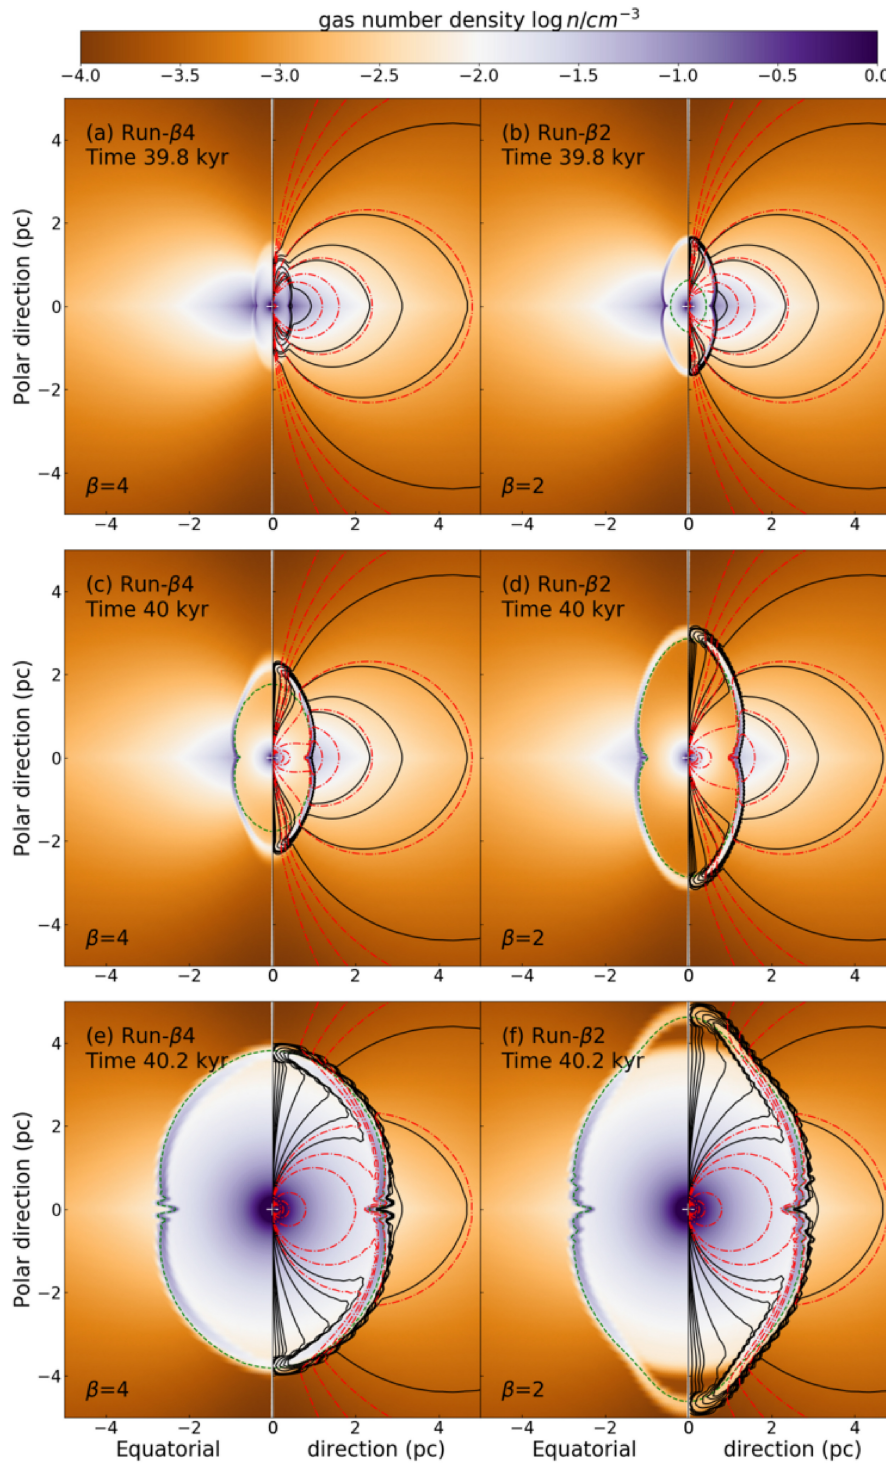 gas number density log n/cm⁻³
−4.0 −3.5 −3.0 −2.5 −2.0 −1.5 −1.0 −0.5 0.0
(a) Run-β4
Time 39.8 kyr
(b) Run-β2
Time 39.8 kyr
Polar direction (pc)
4
2
0
−2
−4
β=4
β=2
−4 −2 0 2 4
−4 −2 0 2 4
(c) Run-β4
Time 40 kyr
(d) Run-β2
Time 40 kyr
Polar direction (pc)
4
2
0
−2
−4
β=4
β=2
−4 −2 0 2 4
−4 −2 0 2 4
(e) Run-β4
Time 40.2 kyr
(f) Run-β2
Time 40.2 kyr
Polar direction (pc)
4
2
0
−2
−4
β=4
β=2
−4 −2 0 2 4
−4 −2 0 2 4
Equatorial direction (pc)
Equatorial direction (pc)